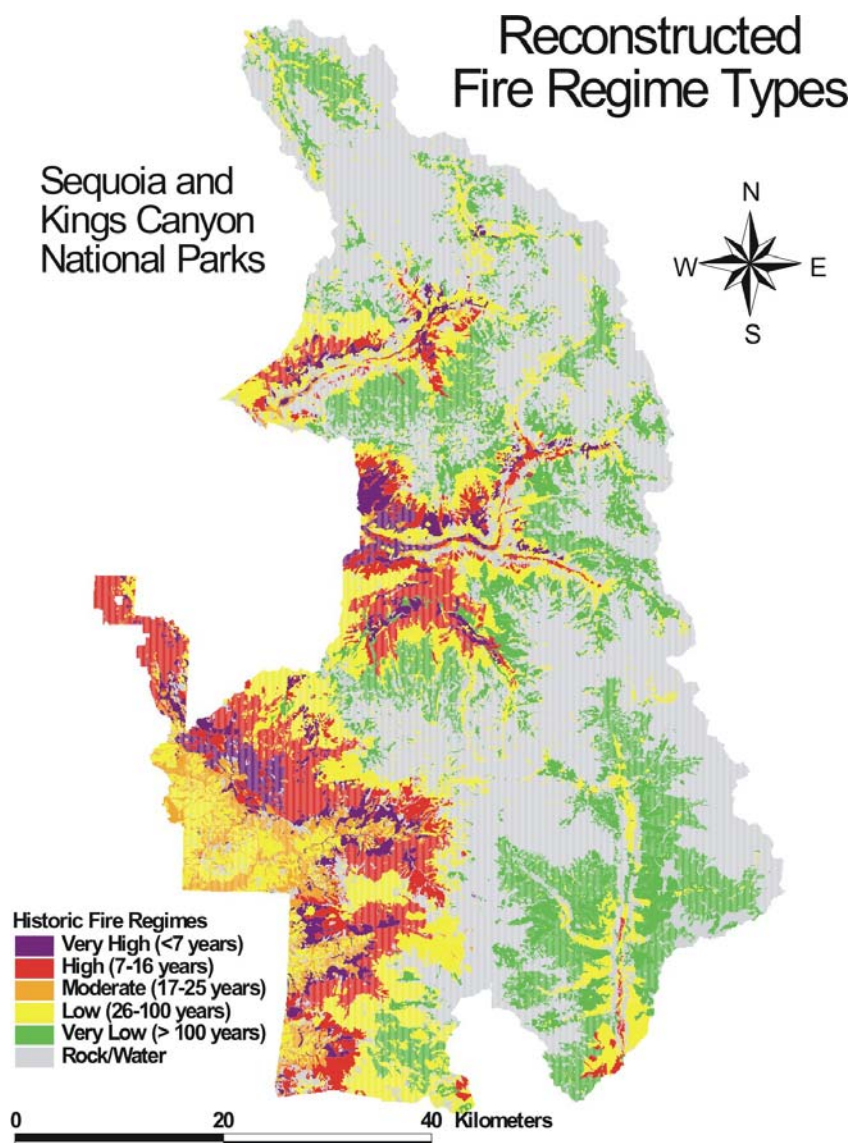 Reconstructed
Fire Regime Types
Sequoia and
Kings Canyon
National Parks
N
W E
S
Historic Fire Regimes
Very High (<7 years)
High (7-16 years)
Moderate (17-25 years)
Low (26-100 years)
Very Low (> 100 years)
Rock/Water
0 20 40 Kilometers